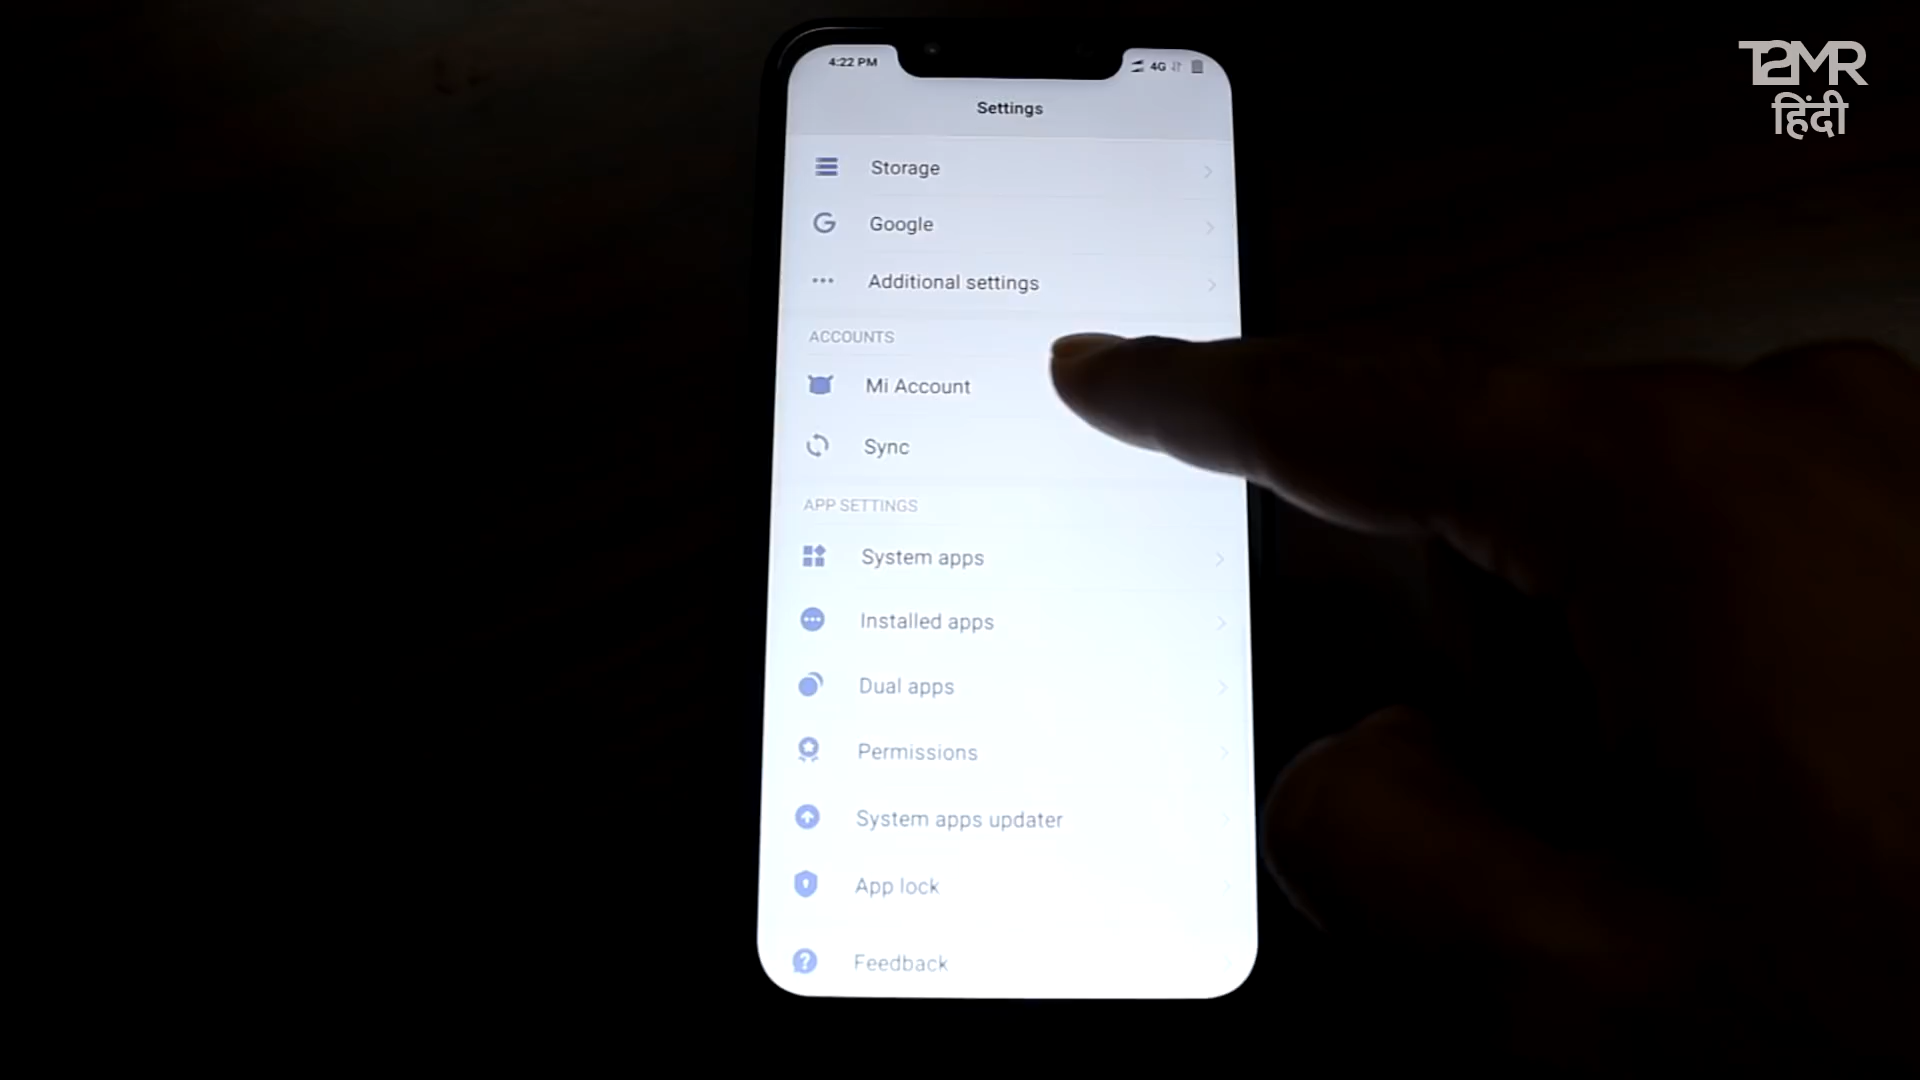 T2MR
हिंदी
4:22 PM
4G
Settings
Storage
Google
Additional settings
ACCOUNTS
Mi Account
Sync
APP SETTINGS
System apps
Installed apps
Dual apps
Permissions
System apps updater
App lock
Feedback